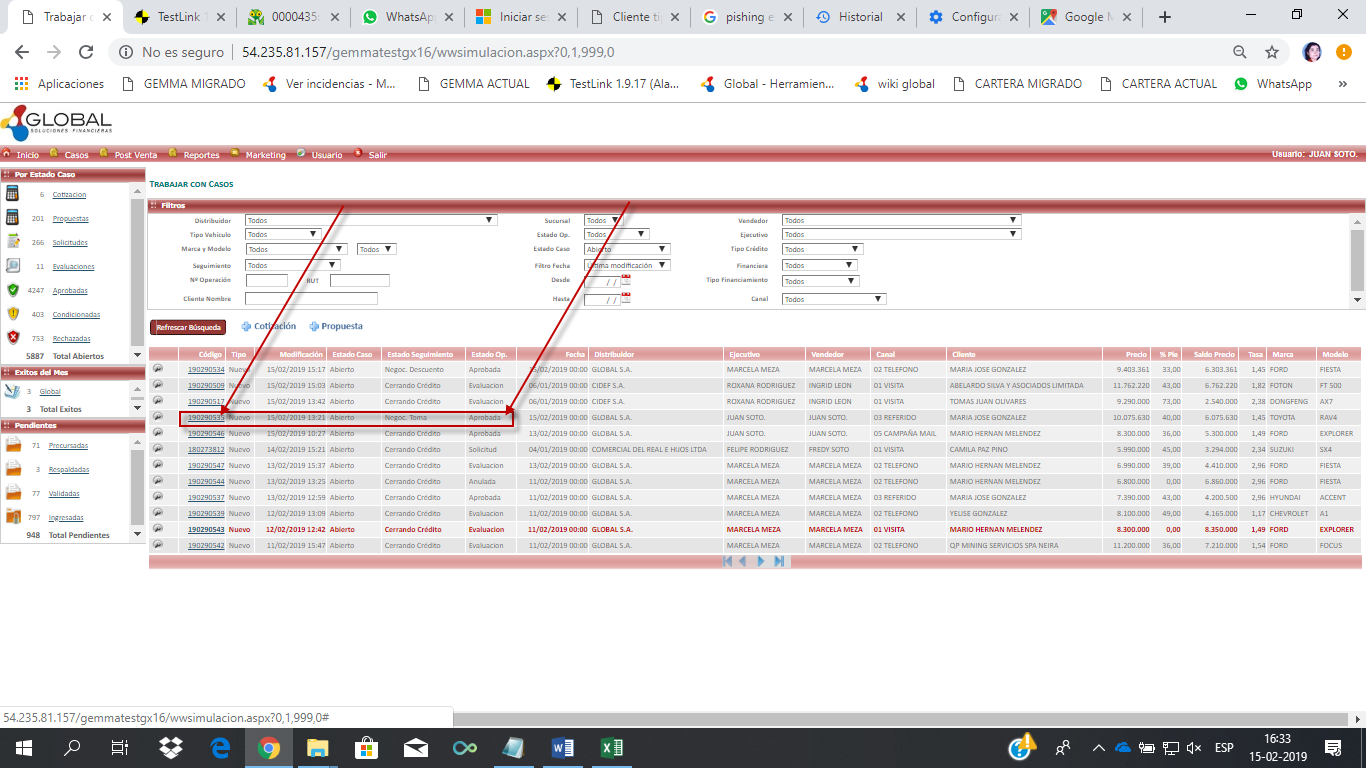 Trabajar c
TestLink 1
0000435
WhatsApp
Iniciar se
Cliente ti
pishing e
Historial
Configura
Google M
No es seguro | 54.235.81.157/gemmatestgx16/wwsimulacion.aspx?0,1,999,0
Aplicaciones GEMMA MIGRADO Ver incidencias - M... GEMMA ACTUAL TestLink 1.9.17 (Ala... Global - Herramien... wiki global CARTERA MIGRADO CARTERA ACTUAL WhatsApp »
GLOBAL
SOLUCIONES FINANCIERAS
Inicio Casos Post Venta Reportes Marketing Usuario Salir Usuario: JUAN SOTO.
Por Estado Caso
6 Cotizacion
201 Propuestas
266 Solicitudes
11 Evaluaciones
4247 Aprobadas
403 Condicionadas
753 Rechazadas
5887 Total Abiertos
Exitos del Mes
3 Global
3 Total Exitos
Pendientes
71 Precursadas
3 Respaldadas
77 Validadas
797 Ingresadas
948 Total Pendientes
TRABAJAR CON CASOS
Filtros
Distribuidor Todos Sucursal Todos Vendedor Todos
Tipo Vehículo Todos Estado Op. Todos Ejecutivo Todos
Marca y Modelo Todos Todos Estado Caso Abierto Tipo Crédito Todos
Seguimiento Todos Filtro Fecha Ultima modificación Financiera Todos
Nº Operación RUT Desde / / Tipo Financiamiento Todos
Cliente Nombre Hasta / / Canal Todos
Refrescar Búsqueda Cotización Propuesta
Código Tipo Modificación Estado Caso Estado Seguimiento Estado Op. Fecha Distribuidor Ejecutivo Vendedor Canal Cliente Precio % Pie Saldo Precio Tasa Marca Modelo
190290534 Nuevo 15/02/2019 15:17 Abierto Negoc. Descuento Aprobada 15/02/2019 00:00 GLOBAL S.A. MARCELA MEZA MARCELA MEZA 02 TELEFONO MARIA JOSE GONZALEZ 9.403.361 33,00 6.303.361 1,45 FORD FIESTA
190290509 Nuevo 15/02/2019 15:03 Abierto Cerrando Crédito Evaluacion 06/01/2019 00:00 CIDEF S.A. ROXANA RODRIGUEZ INGRID LEON 01 VISITA ABELARDO SILVA Y ASOCIADOS LIMITADA 11.762.220 43,00 6.762.220 1,82 FOTON FT 500
190290517 Nuevo 15/02/2019 13:42 Abierto Cerrando Crédito Evaluacion 06/01/2019 00:00 CIDEF S.A. ROXANA RODRIGUEZ INGRID LEON 01 VISITA TOMAS JUAN OLIVARES 9.290.000 73,00 2.540.000 2,38 DONGFENG AX7
190290535 Nuevo 15/02/2019 13:21 Abierto Negoc. Toma Aprobada 15/02/2019 00:00 GLOBAL S.A. JUAN SOTO. JUAN SOTO. 03 REFERIDO MARIA JOSE GONZALEZ 10.075.630 40,00 6.075.630 1,45 TOYOTA RAV4
190290546 Nuevo 15/02/2019 10:27 Abierto Cerrando Crédito Aprobada 13/02/2019 00:00 GLOBAL S.A. JUAN SOTO. JUAN SOTO. 05 CAMPAÑA MAIL MARIO HERNAN MELENDEZ 8.300.000 36,00 5.300.000 1,49 FORD EXPLORER
180273812 Nuevo 14/02/2019 15:21 Abierto Cerrando Crédito Solicitud 04/01/2019 00:00 COMERCIAL DEL REAL E HIJOS LTDA FELIPE RODRIGUEZ FREDY SOTO 01 VISITA CAMILA PAZ PINO 5.990.000 45,00 3.294.000 2,34 SUZUKI SX4
190290547 Nuevo 13/02/2019 15:37 Abierto Cerrando Crédito Evaluacion 13/02/2019 00:00 GLOBAL S.A. MARCELA MEZA MARCELA MEZA 02 TELEFONO MARIO HERNAN MELENDEZ 6.990.000 39,00 4.410.000 2,96 FORD FIESTA
190290544 Nuevo 13/02/2019 13:25 Abierto Cerrando Crédito Anulada 11/02/2019 00:00 GLOBAL S.A. MARCELA MEZA MARCELA MEZA 02 TELEFONO MARIO HERNAN MELENDEZ 6.800.000 0,00 6.860.000 2,96 FORD FIESTA
190290537 Nuevo 13/02/2019 12:59 Abierto Cerrando Crédito Aprobada 11/02/2019 00:00 GLOBAL S.A. MARCELA MEZA MARCELA MEZA 03 REFERIDO MARIA JOSE GONZALEZ 7.390.000 43,00 4.200.500 2,96 HYUNDAI ACCENT
190290539 Nuevo 12/02/2019 13:09 Abierto Cerrando Crédito Evaluacion 11/02/2019 00:00 GLOBAL S.A. MARCELA MEZA MARCELA MEZA 02 TELEFONO YELISE GONZALEZ 8.100.000 49,00 4.165.000 1,17 CHEVROLET A1
190290543 Nuevo 12/02/2019 12:42 Abierto Cerrando Crédito Evaluacion 11/02/2019 00:00 GLOBAL S.A. MARCELA MEZA MARCELA MEZA 01 VISITA MARIO HERNAN MELENDEZ 8.300.000 0,00 8.350.000 1,49 FORD EXPLORER
190290542 Nuevo 11/02/2019 15:47 Abierto Cerrando Crédito Evaluacion 11/02/2019 00:00 GLOBAL S.A. MARCELA MEZA MARCELA MEZA 02 TELEFONO QP MINING SERVICIOS SPA NEIRA 11.200.000 36,00 7.210.000 1,54 FORD FOCUS
54.235.81.157/gemmatestgx16/wwsimulacion.aspx?0,1,999,0#
ESP
16:33
15-02-2019